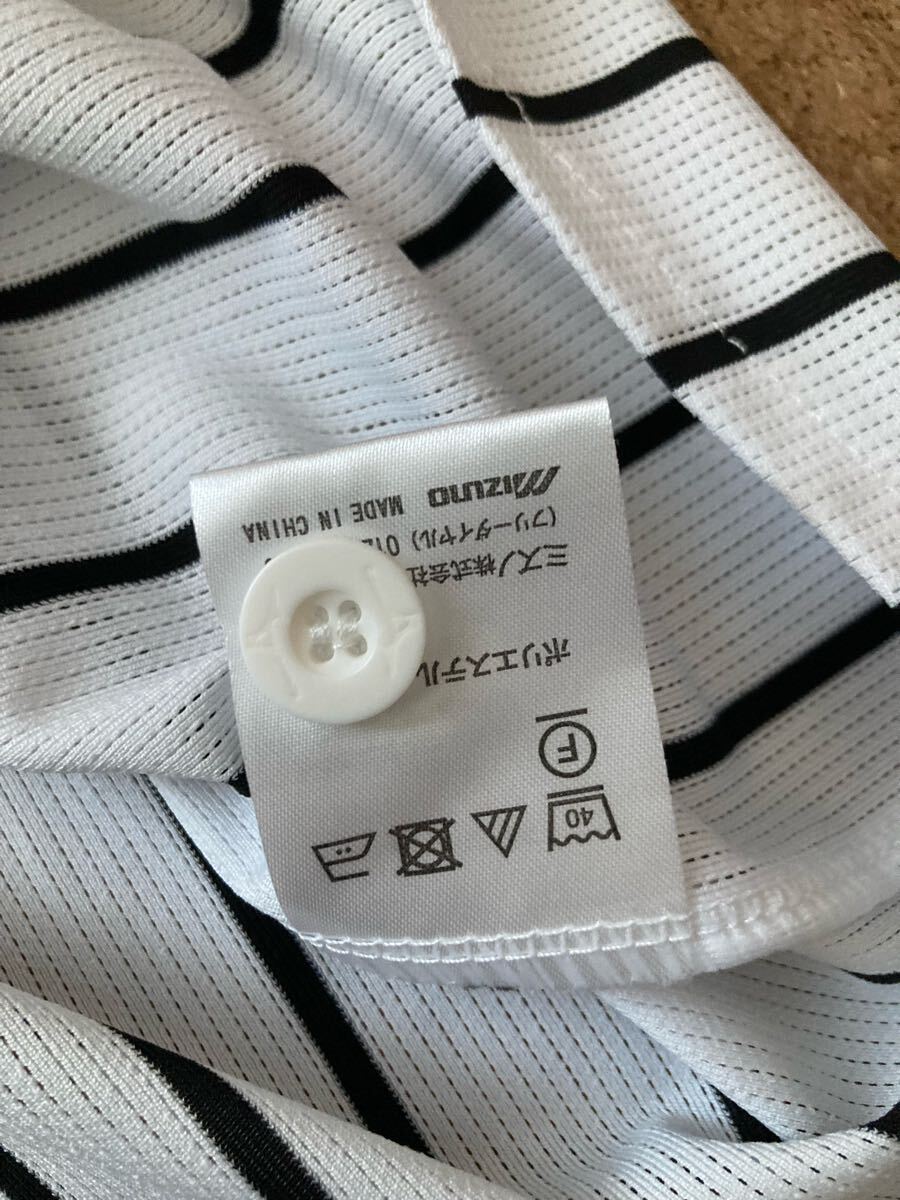 40
F
ポリエステル
ミズノ株式会社
(フリーダイヤル) 012
Mizuno MADE IN CHINA